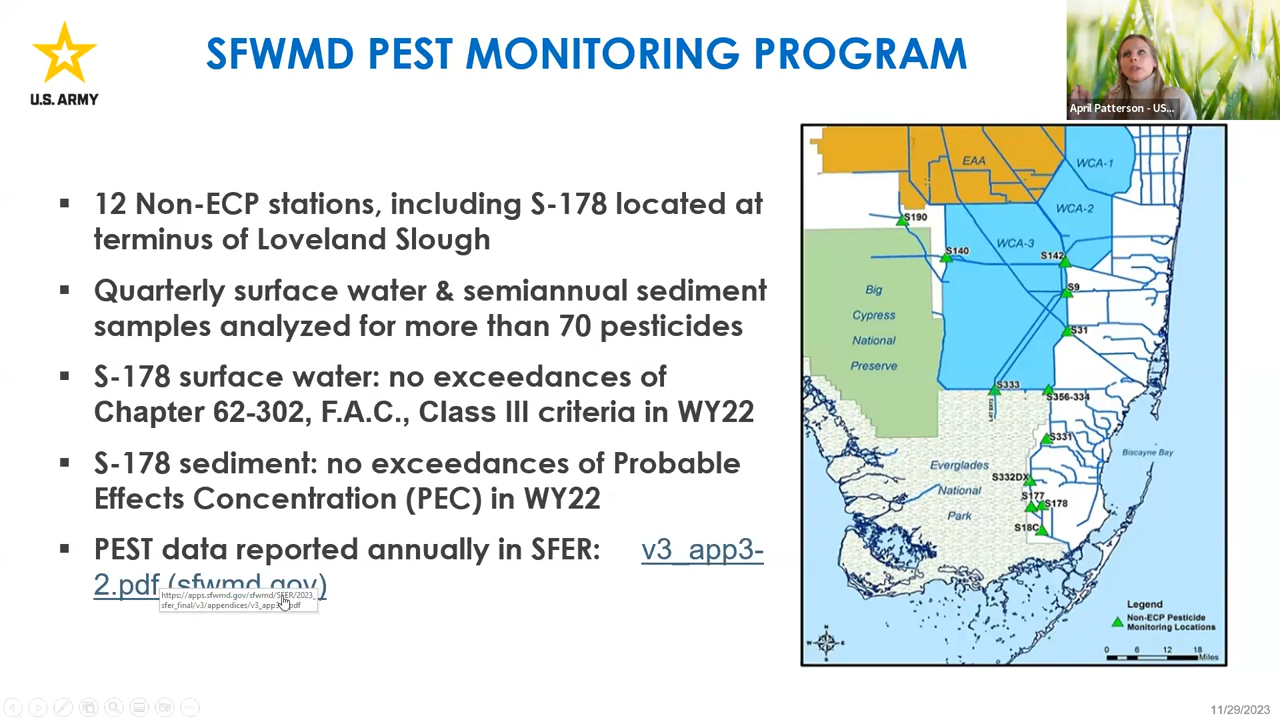 SFWMD PEST MONITORING PROGRAM
U.S. ARMY
April Patterson - US...
▪ 12 Non-ECP stations, including S-178 located at
terminus of Loveland Slough
▪ Quarterly surface water & semiannual sediment
samples analyzed for more than 70 pesticides
▪ S-178 surface water: no exceedances of
Chapter 62-302, F.A.C., Class III criteria in WY22
▪ S-178 sediment: no exceedances of Probable
Effects Concentration (PEC) in WY22
▪ PEST data reported annually in SFER: v3_app3-
2.pdf (sfwmd.gov)
https://apps.sfwmd.gov/sfwmd/SFER/2023_
EAA
WCA-1
WCA-2
WCA-3
S190
S140
S142
S9
S31
Big
Cypress
National
Preserve
S333
S356-334
S331
Biscayne Bay
Everglades
National
Park
S332DX
S177
S178
S18C
Legend
Non-ECP Pesticide
Monitoring Locations
N
W
E
S
0 6 12 18
Miles
11/29/2023